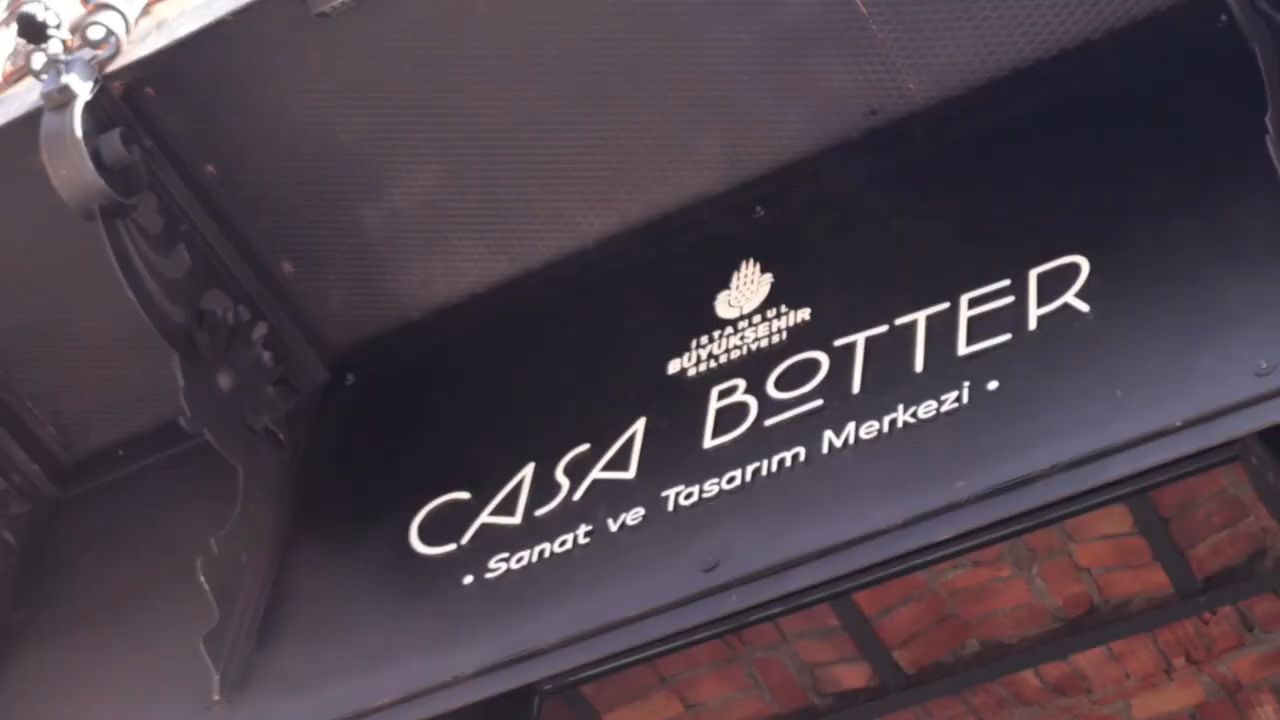 İSTANBUL
BÜYÜKŞEHİR
BELEDİYESİ
CASA BOTTER
• Sanat ve Tasarım Merkezi •